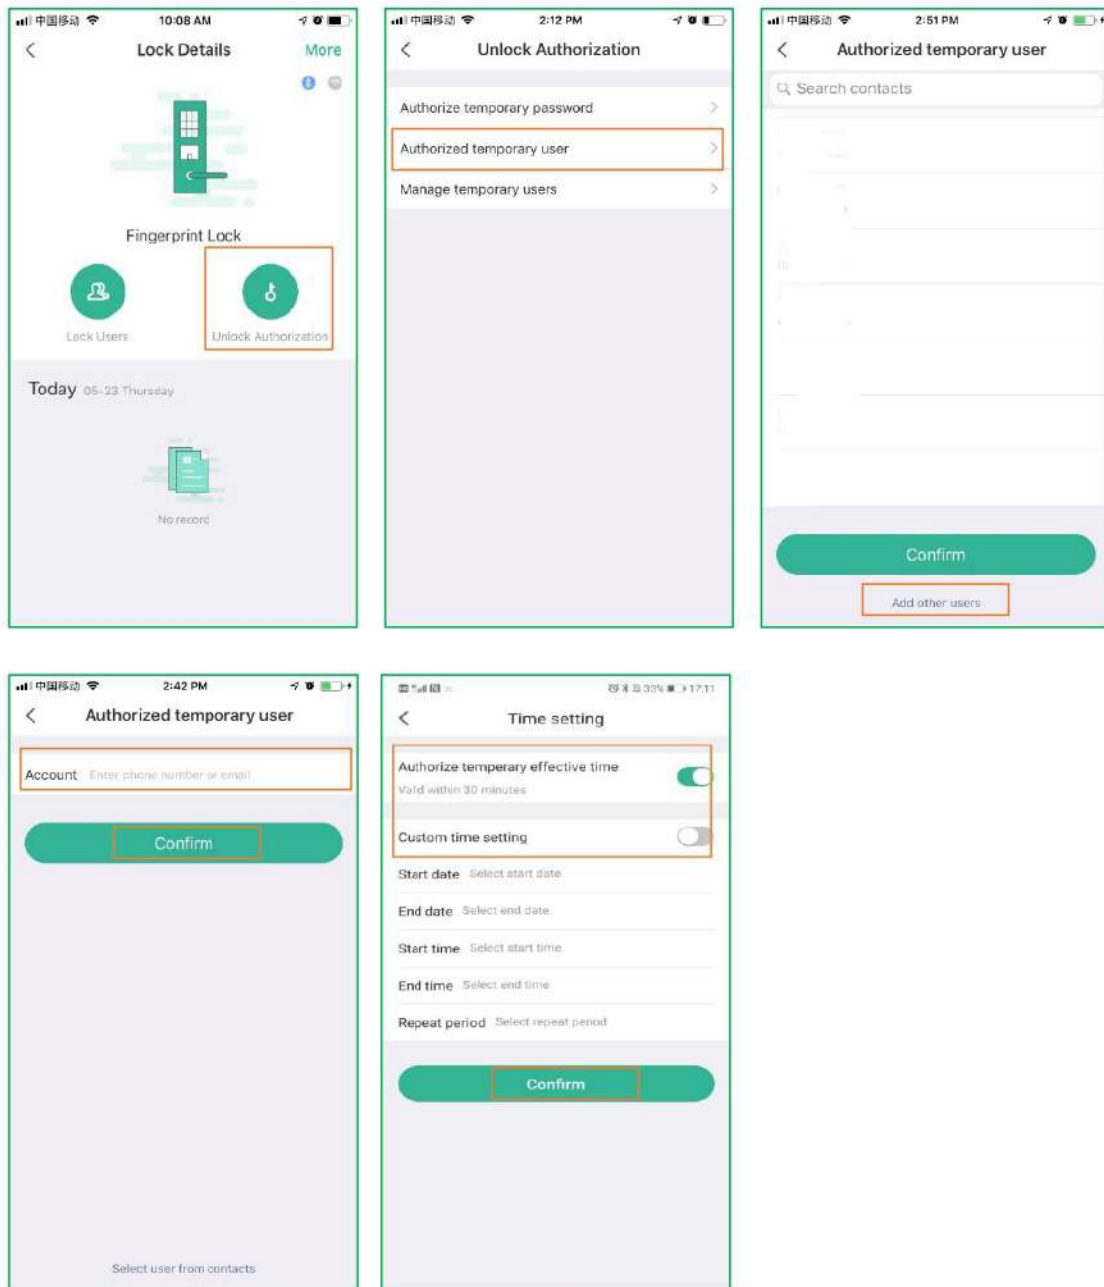 中国移动 10:08 AM
Lock Details More
Fingerprint Lock
Lock Users Unlock Authorization
Today 05-23 Thursday
No record
中国移动 2:12 PM
Unlock Authorization
Authorize temporary password
Authorized temporary user
Manage temporary users
中国移动 2:51 PM
Authorized temporary user
Search contacts
Confirm
Add other users
中国移动 2:42 PM
Authorized temporary user
Account Enter phone number or email
Confirm
Select user from contacts
33% 17:11
Time setting
Authorize temperary effective time
Valid within 30 minutes
Custom time setting
Start date Select start date
End date Select end date
Start time Select start time
End time Select end time
Repeat period Select repeat period
Confirm